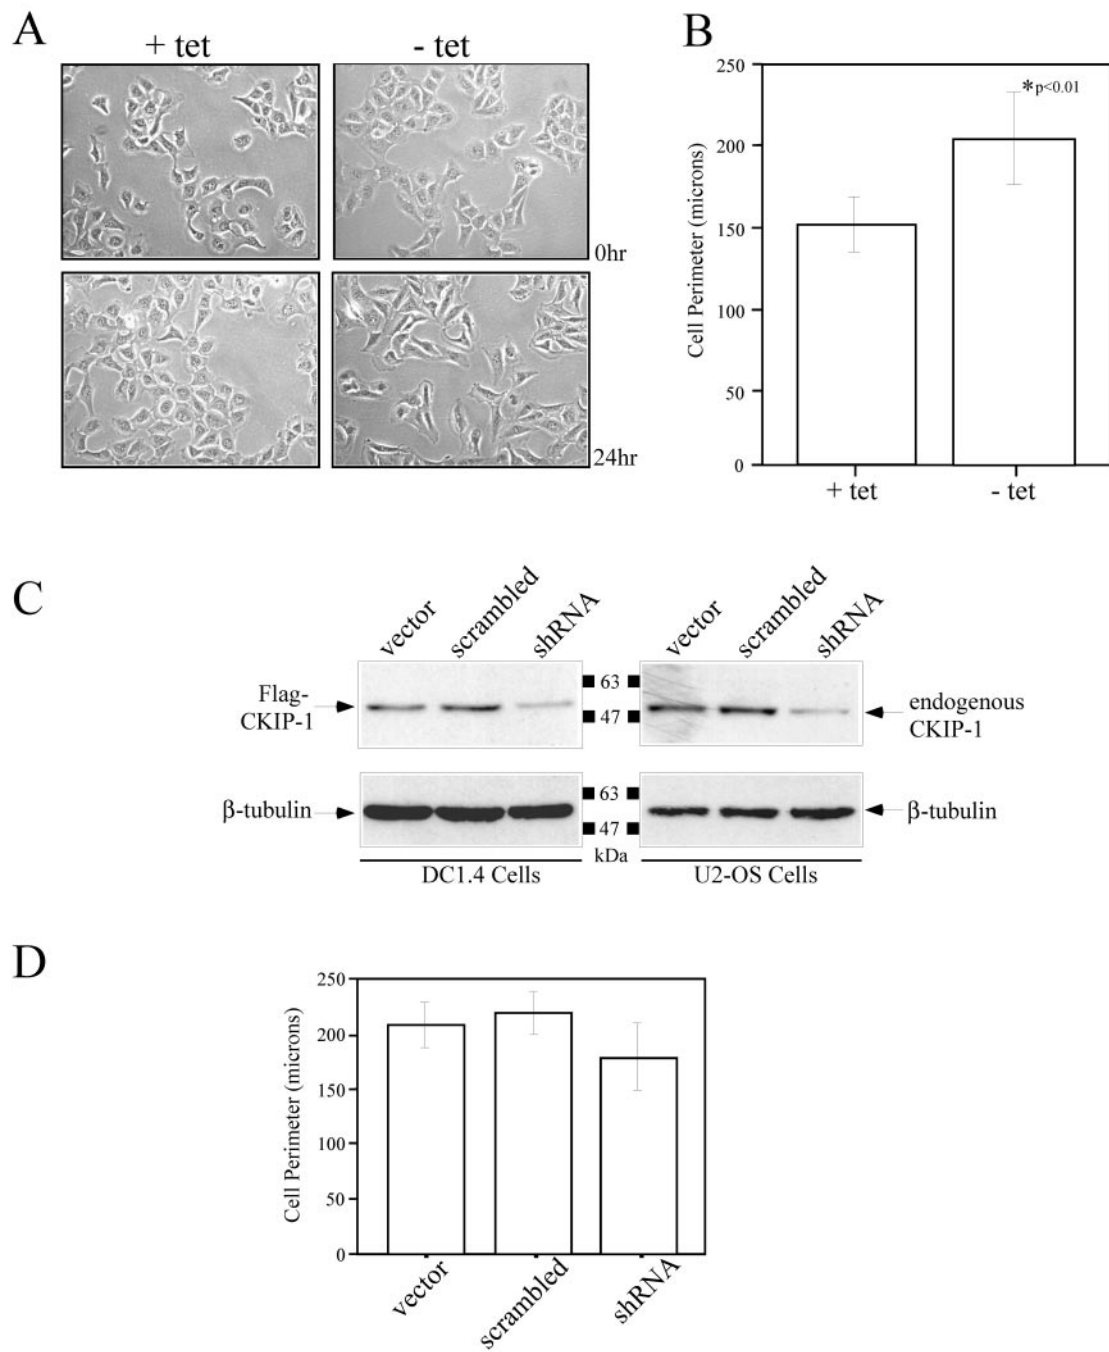 A
+ tet
- tet
0hr
24hr
B
250
200
150
100
50
0
Cell Perimeter (microns)
*p<0.01
+ tet
- tet
C
vector
scrambled
shRNA
vector
scrambled
shRNA
Flag-
CKIP-1
63
47
endogenous
CKIP-1
β-tubulin
63
47
β-tubulin
kDa
DC1.4 Cells
U2-OS Cells
D
250
200
150
100
50
0
Cell Perimeter (microns)
vector
scrambled
shRNA